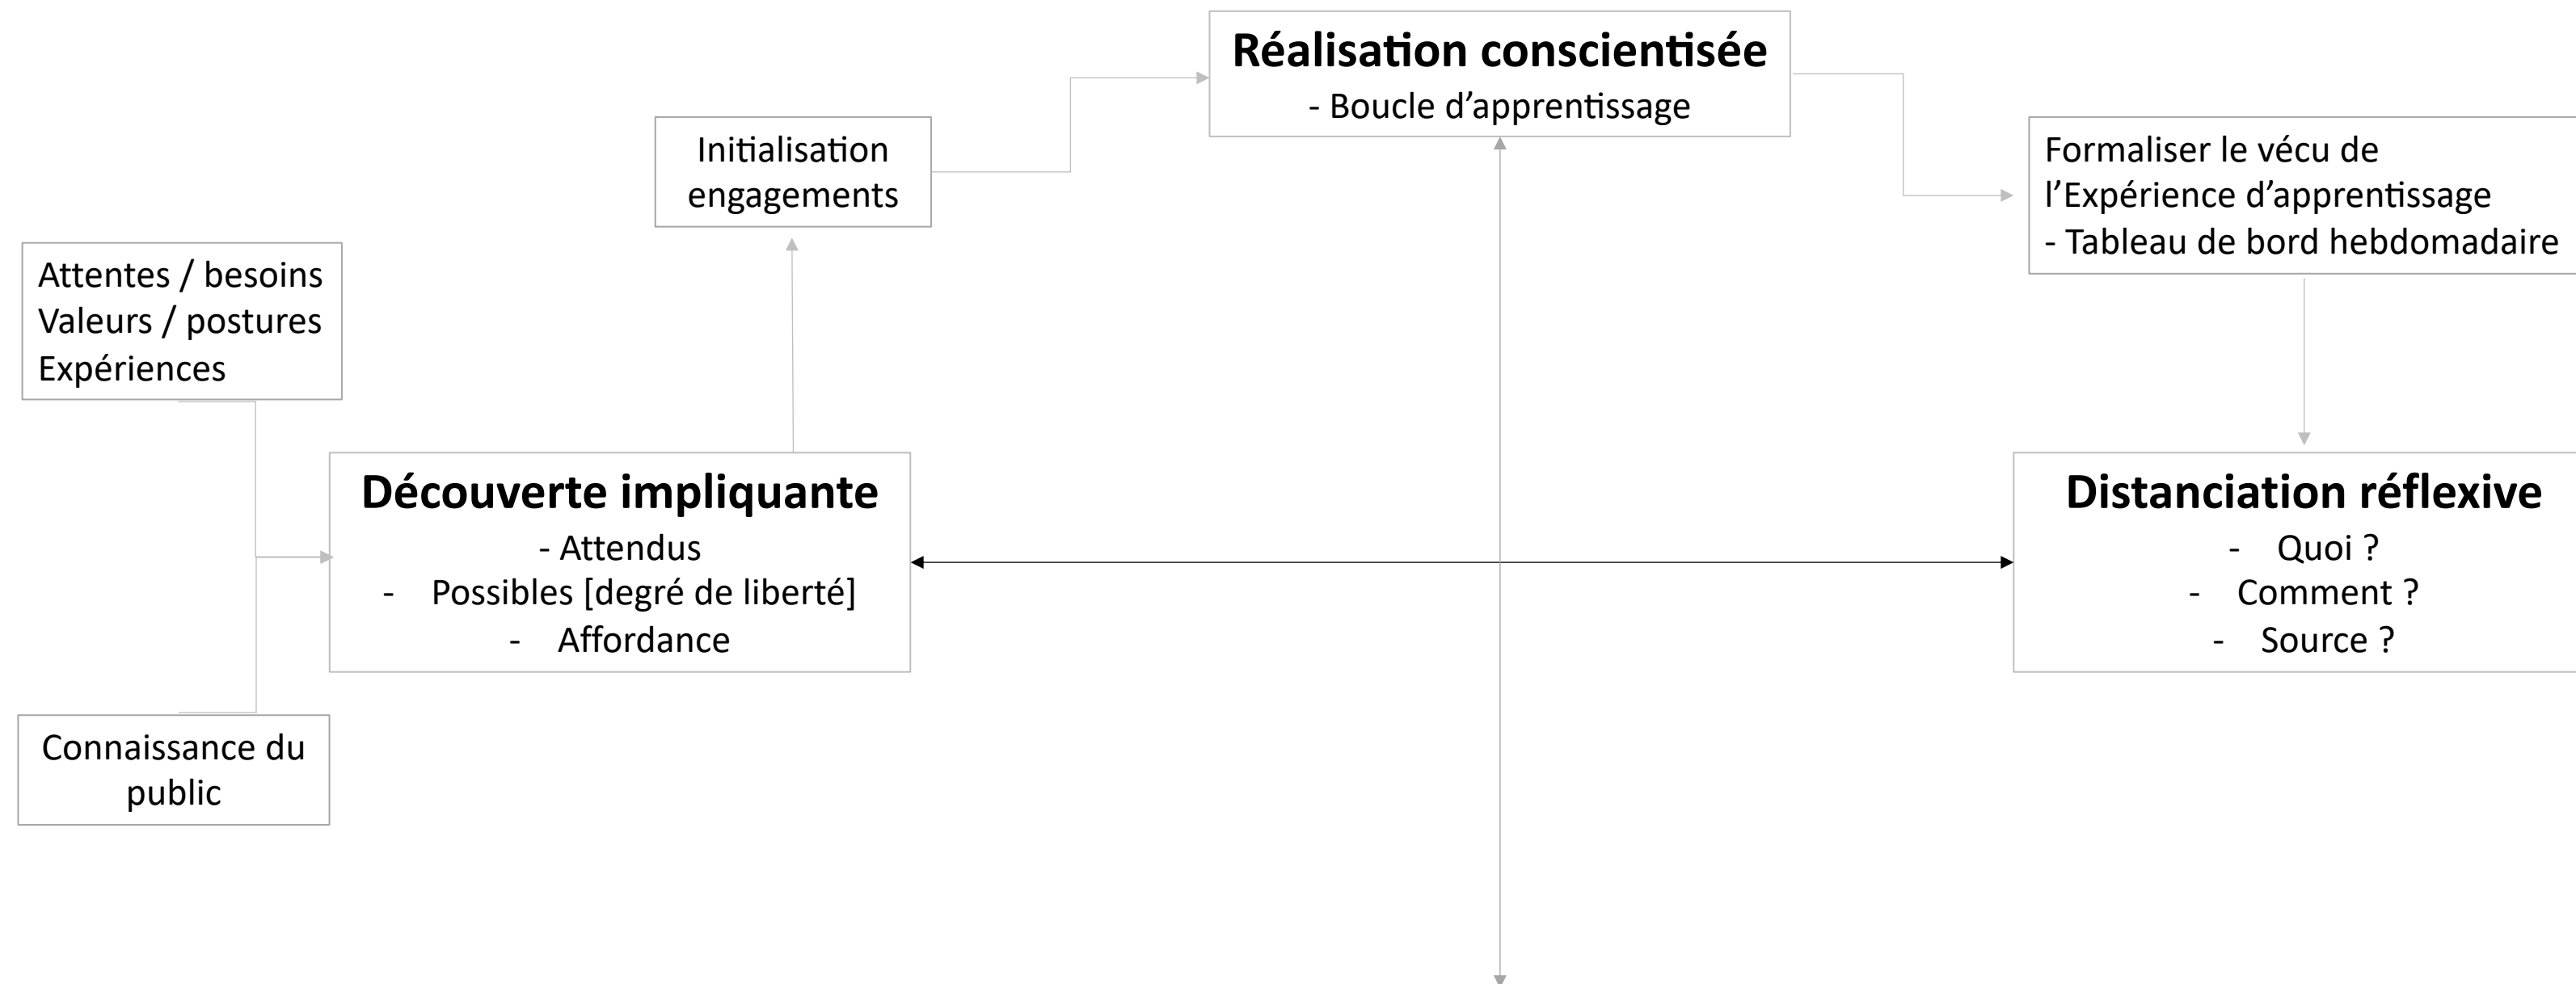 Réalisation conscientisée
- Boucle d’apprentissage
Initialisation
engagements
Formaliser le vécu de
l’Expérience d’apprentissage
- Tableau de bord hebdomadaire
Attentes / besoins
Valeurs / postures
Expériences
Découverte impliquante
- Attendus
- Possibles [degré de liberté]
- Affordance
Distanciation réflexive
- Quoi ?
- Comment ?
- Source ?
Connaissance du
public